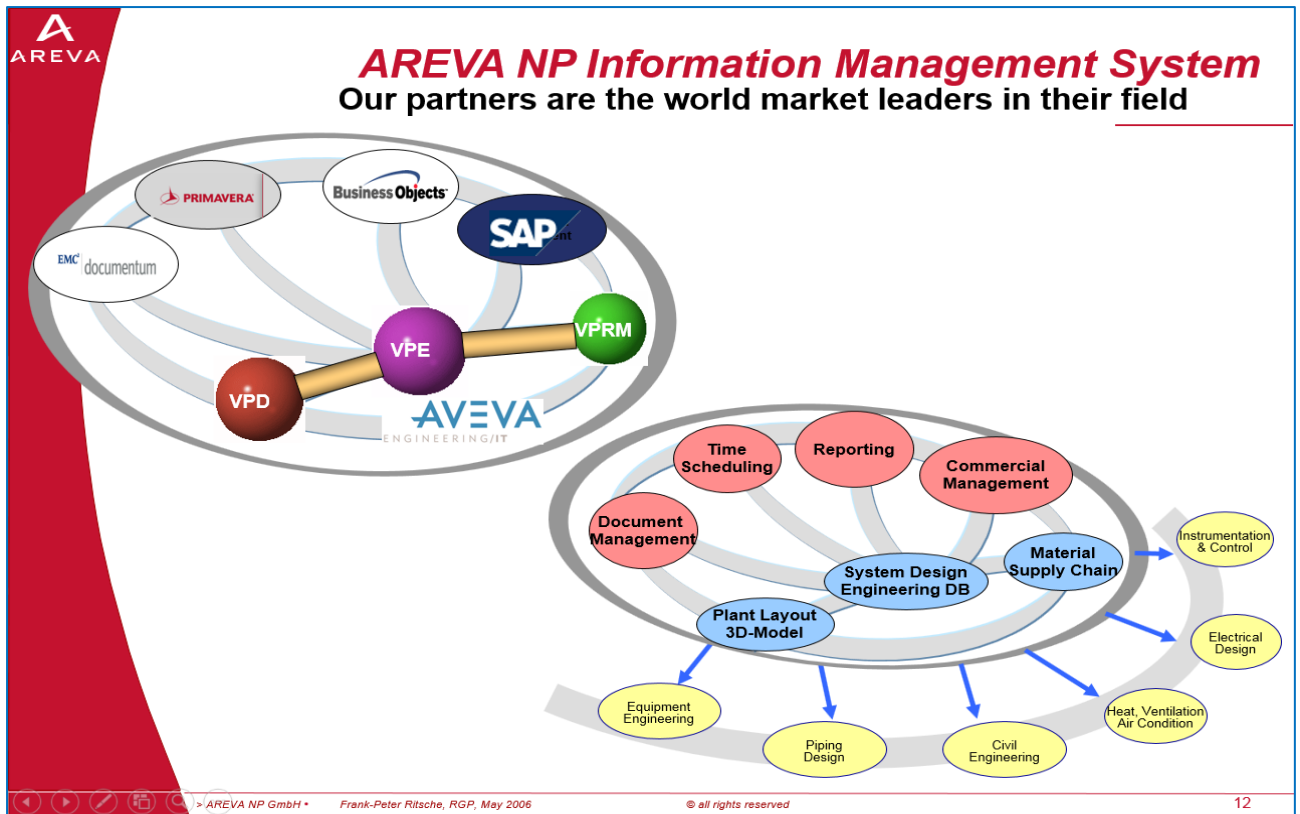 AREVA
AREVA NP Information Management System
Our partners are the world market leaders in their field
PRIMAVERA
Business Objects™
SAP
EMC²
documentum
VPRM
VPE
VPD
AVEVA
ENGINEERING/IT
Time
Scheduling
Reporting
Commercial
Management
Document
Management
Material
Supply Chain
System Design
Engineering DB
Plant Layout
3D-Model
Instrumentation
& Control
Electrical
Design
Heat, Ventilation
Air Condition
Equipment
Engineering
Piping
Design
Civil
Engineering
> AREVA NP GmbH • Frank-Peter Ritsche, RGP, May 2006 © all rights reserved 12